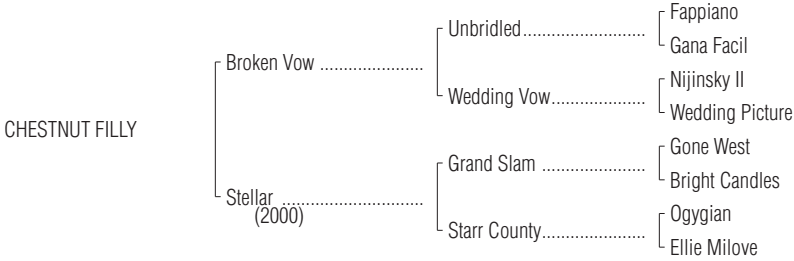 Fappiano
Unbridled..........................
Gana Facil
Broken Vow ......................
Nijinsky II
Wedding Vow....................
Wedding Picture
CHESTNUT FILLY
Gone West
Grand Slam ......................
Bright Candles
Stellar ..............................
(2000)
Ogygian
Starr County......................
Ellie Milove